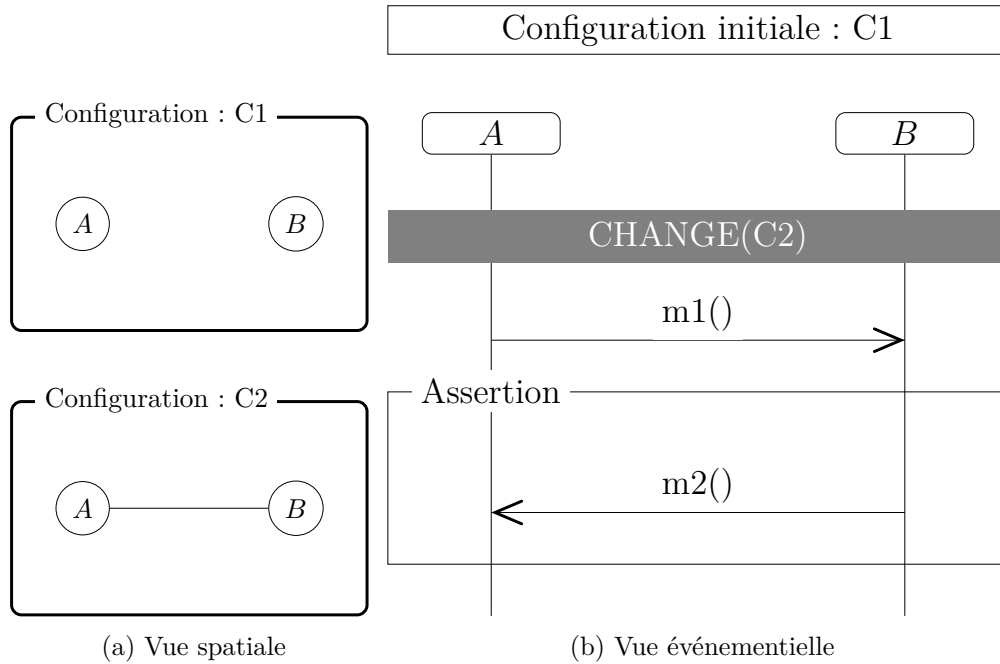 Configuration initiale : C1
Configuration : C1
A
B
Configuration : C2
A
B
(a) Vue spatiale
A
B
CHANGE(C2)
m1()
Assertion
m2()
(b) Vue événementielle